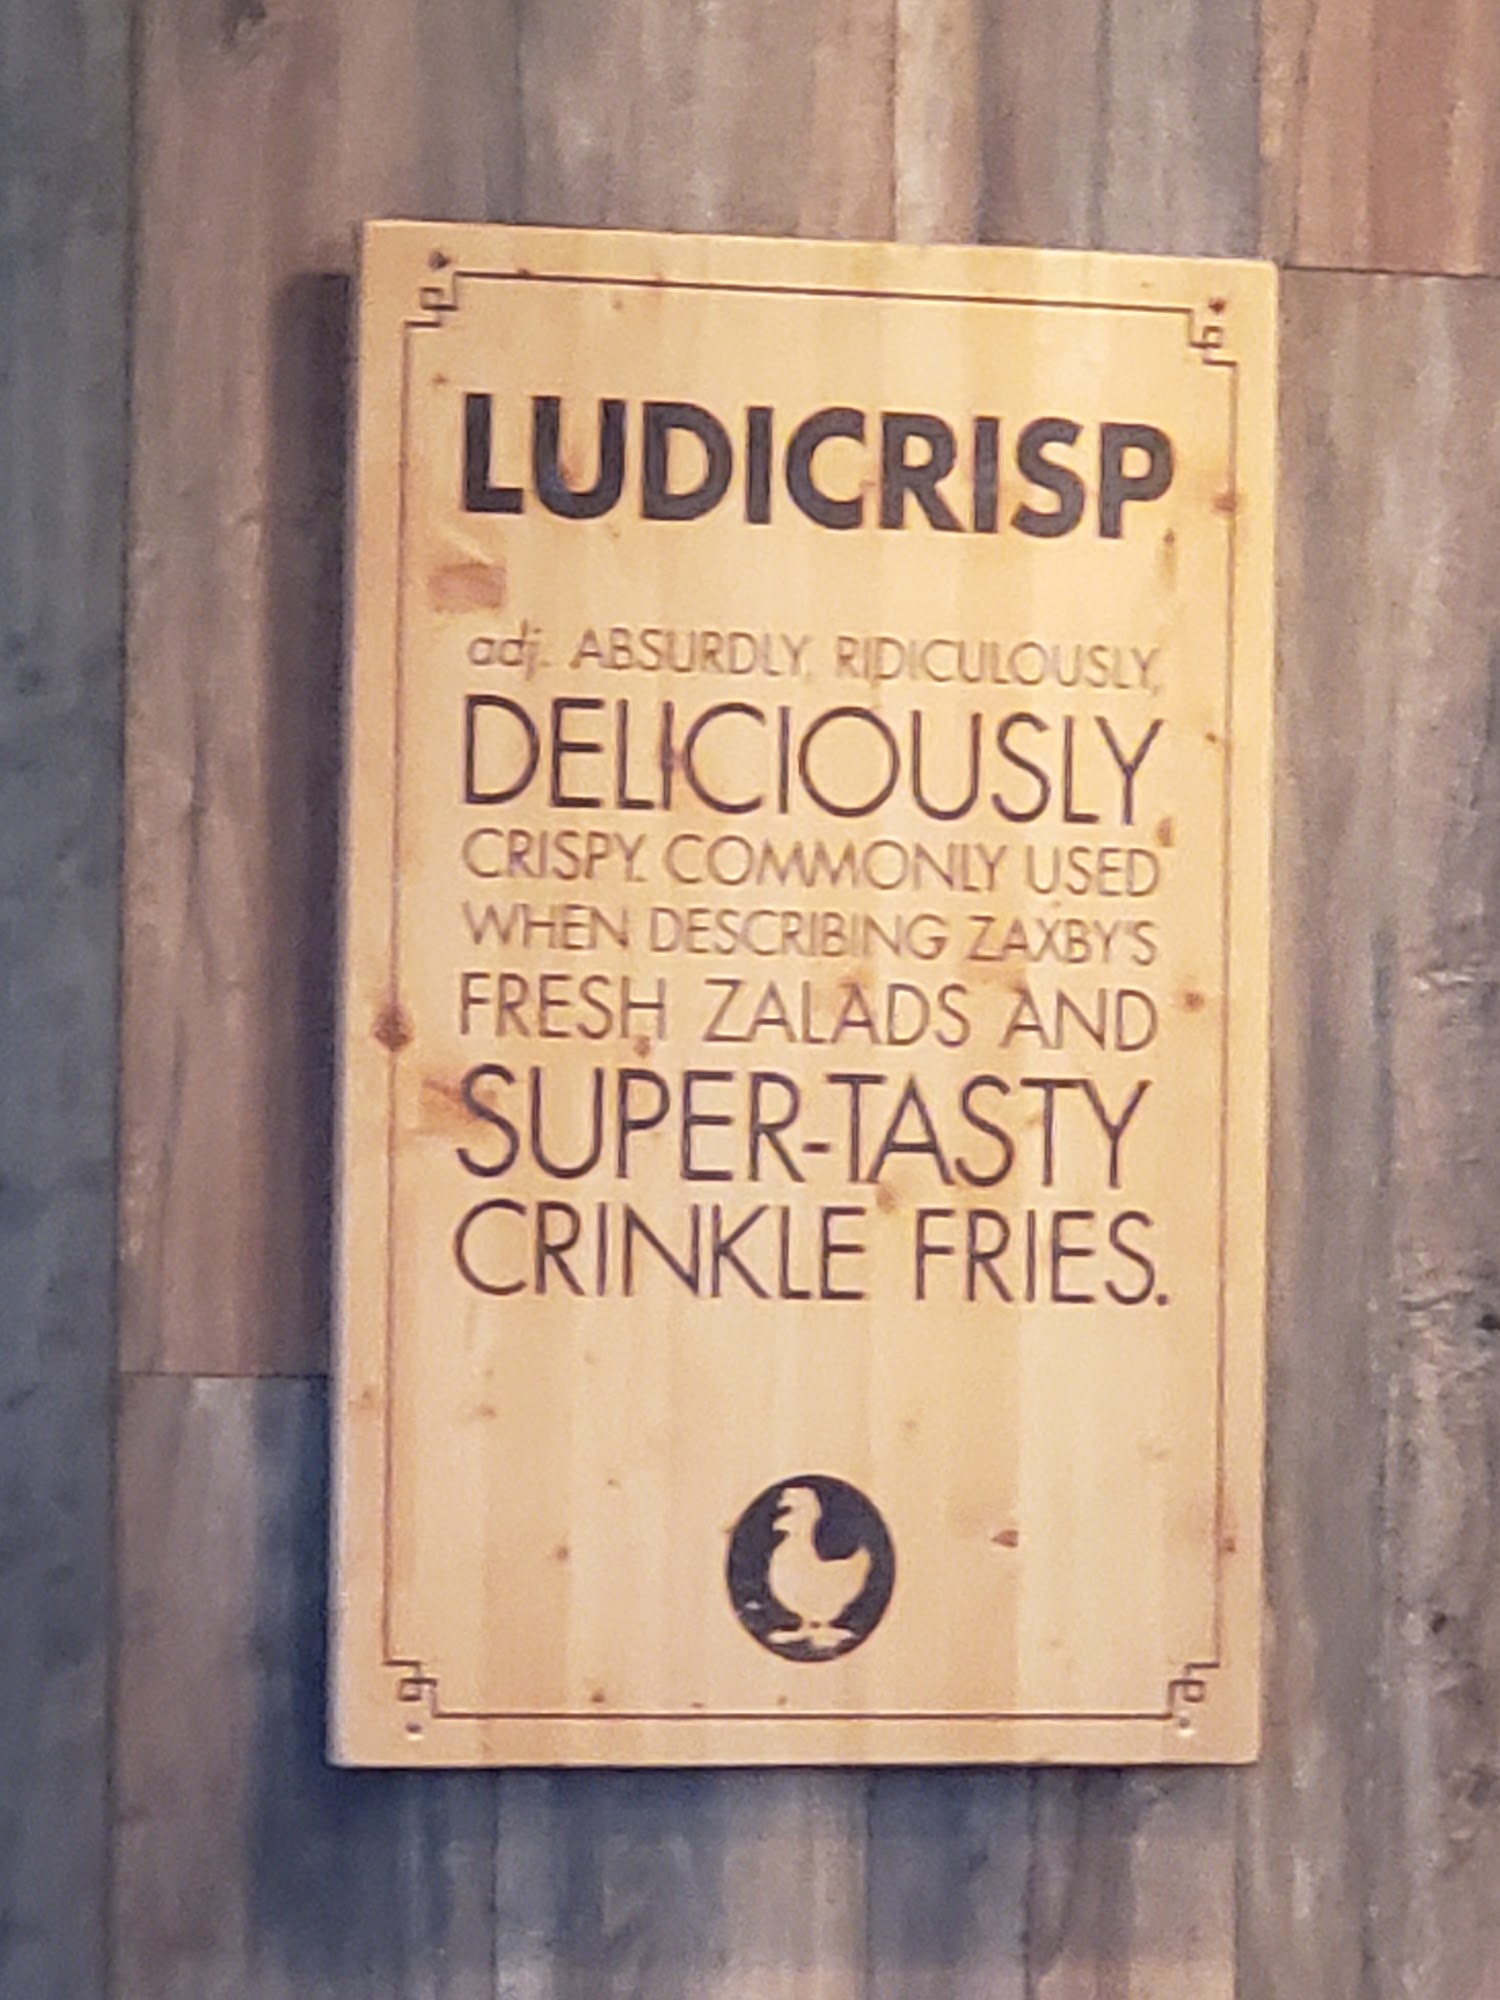 LUDICRISP
adj. ABSURDLY, RIDICULOUSLY,
DELICIOUSLY
CRISPY. COMMONLY USED
WHEN DESCRIBING ZAXBY'S
FRESH ZALADS AND
SUPER-TASTY
CRINKLE FRIES.